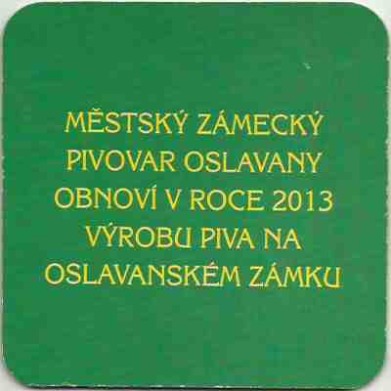 MĚSTSKÝ ZÁMECKÝ
PIVOVAR OSLAVANY
OBNOVÍ V ROCE 2013
VÝROBU PIVA NA
OSLAVANSKÉM ZÁMKU